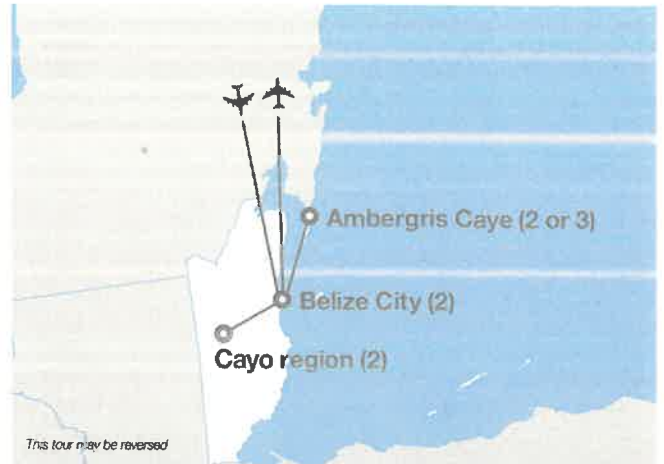 Ambergris Caye (2 or 3)
Belize City (2)
Cayo region (2)
This tour may be reversed